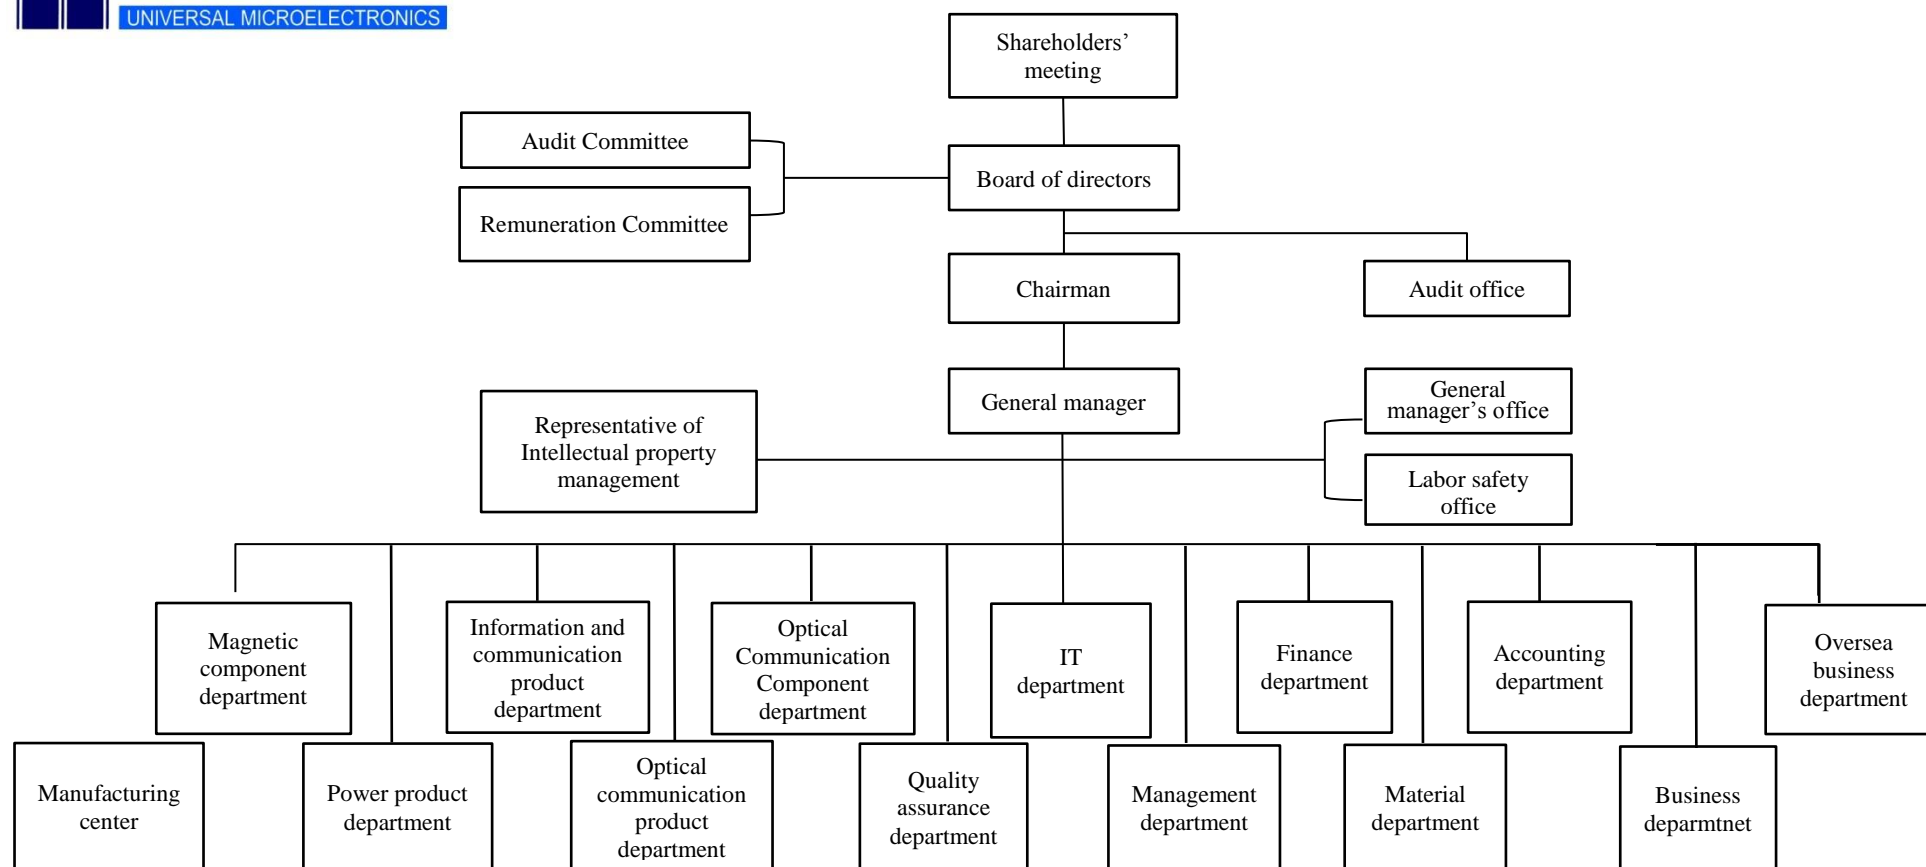 UNIVERSAL MICROELECTRONICS
Shareholders’
meeting
Audit Committee
Board of directors
Remuneration Committee
Chairman
Audit office
General manager
General
manager’s office
Representative of
Intellectual property
management
Labor safety
office
Magnetic
component
department
Information and
communication
product
department
Optical
Communication
Component
department
IT
department
Finance
department
Accounting
department
Oversea
business
department
Manufacturing
center
Power product
department
Optical
communication
product
department
Quality
assurance
department
Management
department
Material
department
Business
deparmtnet